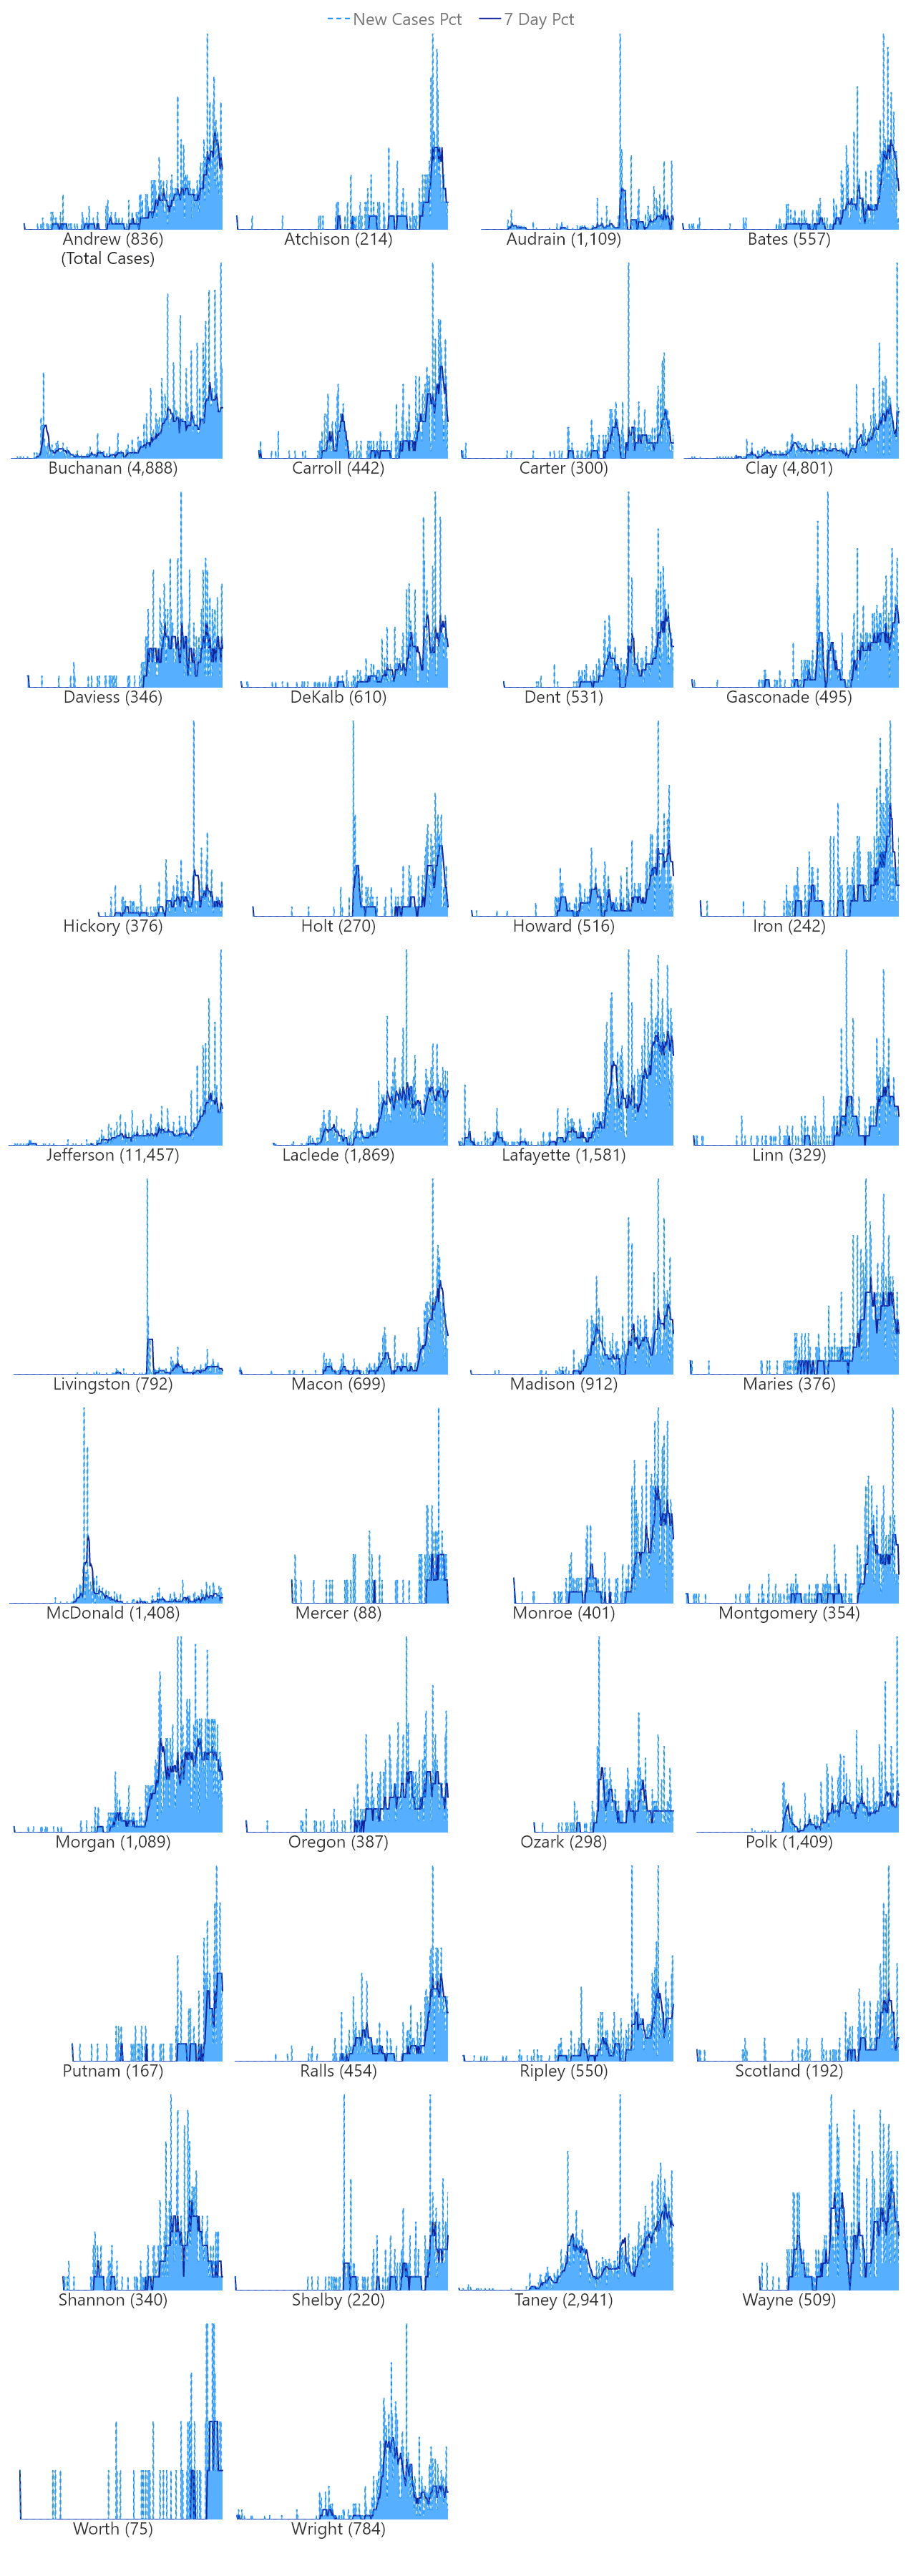 New Cases Pct 7 Day Pct
Andrew (836) Atchison (214) Audrain (1,109) Bates (557)
(Total Cases)
Buchanan (4,888) Carroll (442) Carter (300) Clay (4,801)
Daviess (346) DeKalb (610) Dent (531) Gasconade (495)
Hickory (376) Holt (270) Howard (516) Iron (242)
Jefferson (11,457) Laclede (1,869) Lafayette (1,581) Linn (329)
Livingston (792) Macon (699) Madison (912) Maries (376)
McDonald (1,408) Mercer (88) Monroe (401) Montgomery (354)
Morgan (1,089) Oregon (387) Ozark (298) Polk (1,409)
Putnam (167) Ralls (454) Ripley (550) Scotland (192)
Shannon (340) Shelby (220) Taney (2,941) Wayne (509)
Worth (75) Wright (784)